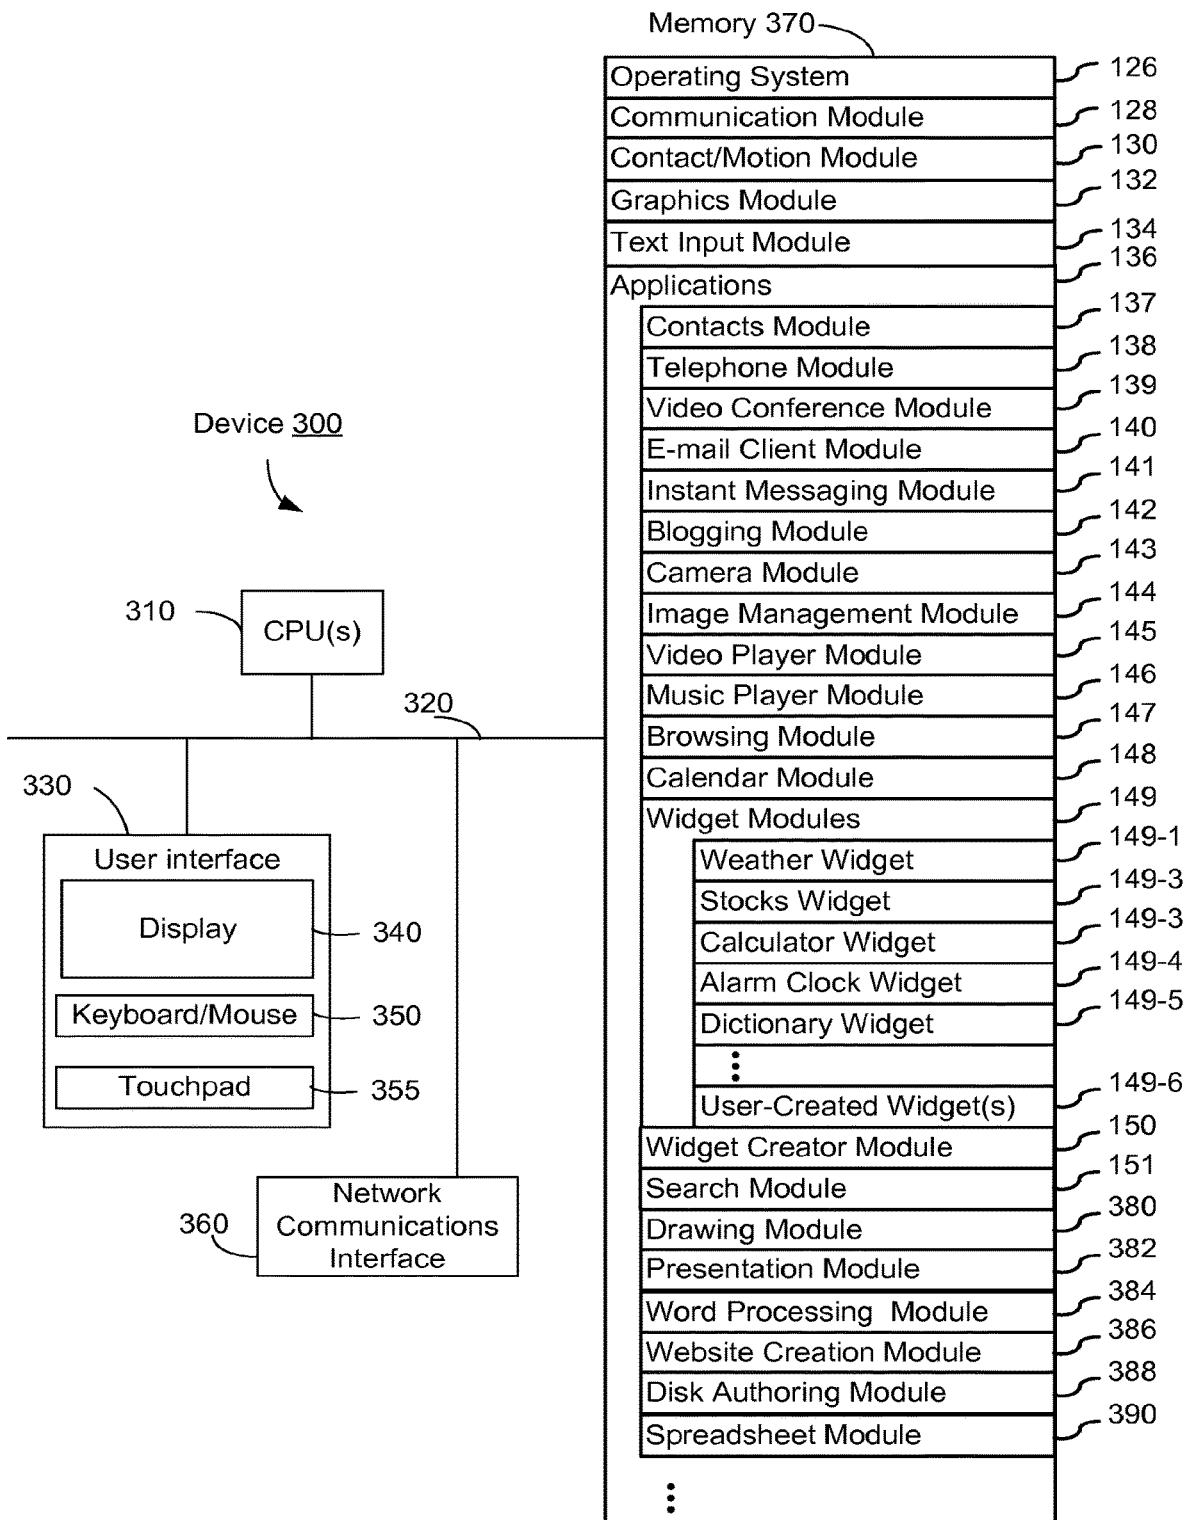 Memory 370
Operating System 126
Communication Module 128
Contact/Motion Module 130
Graphics Module 132
Text Input Module 134
Applications 136
Contacts Module 137
Telephone Module 138
Video Conference Module 139
E-mail Client Module 140
Instant Messaging Module 141
Blogging Module 142
Camera Module 143
Image Management Module 144
Video Player Module 145
Music Player Module 146
Browsing Module 147
Calendar Module 148
Widget Modules 149
Weather Widget 149-1
Stocks Widget 149-3
Calculator Widget 149-3
Alarm Clock Widget 149-4
Dictionary Widget 149-5
User-Created Widget(s) 149-6
Widget Creator Module 150
Search Module 151
Drawing Module 380
Presentation Module 382
Word Processing Module 384
Website Creation Module 386
Disk Authoring Module 388
Spreadsheet Module 390
Device 300
310
CPU(s)
320
330
User interface
Display 340
Keyboard/Mouse 350
Touchpad 355
360
Network
Communications
Interface